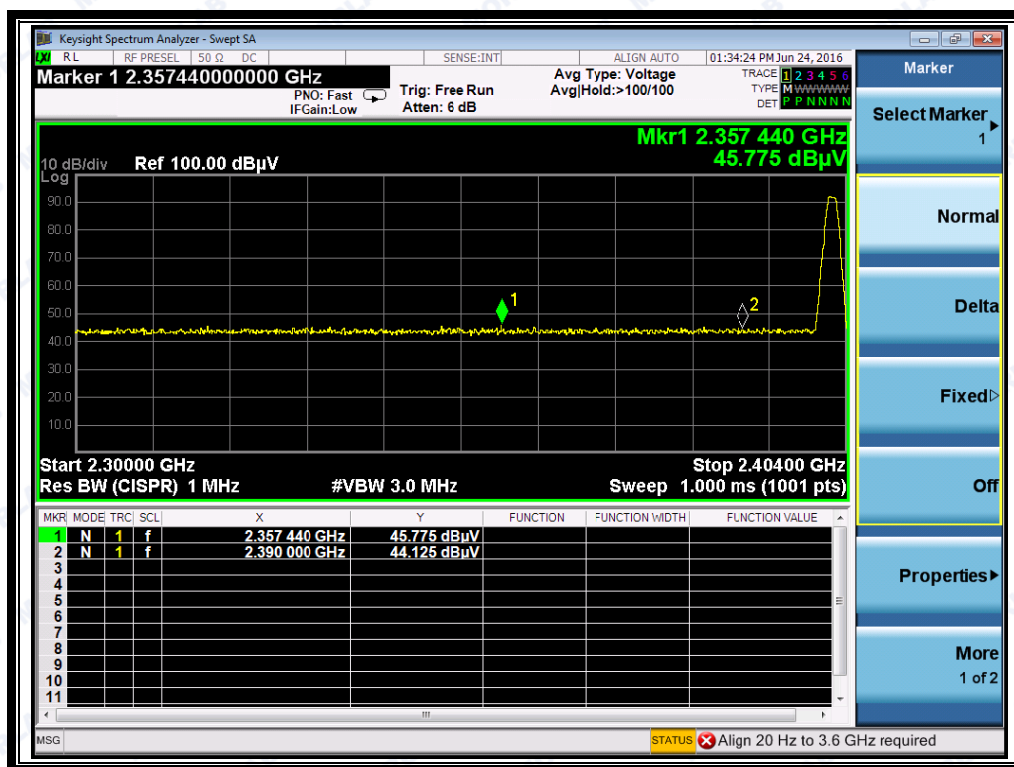 Keysight Spectrum Analyzer - Swept SA
LXI RL RF PRESEL 50 Ω DC SENSE:INT ALIGN AUTO 01:34:24 PM Jun 24, 2016
Marker 1 2.357440000000 GHz
PNO: Fast
IFGain:Low
Trig: Free Run
Atten: 6 dB
Avg Type: Voltage
Avg|Hold:>100/100
TRACE 1 2 3 4 5 6
TYPE M WWWWW
DET P P N N N N
Mkr1 2.357 440 GHz
45.775 dBµV
10 dB/div Ref 100.00 dBµV
Log
90.0
80.0
70.0
60.0
50.0
40.0
30.0
20.0
10.0
1
2
Start 2.30000 GHz Stop 2.40400 GHz
Res BW (CISPR) 1 MHz #VBW 3.0 MHz Sweep 1.000 ms (1001 pts)
MKR MODE TRC SCL X Y FUNCTION FUNCTION WIDTH FUNCTION VALUE
1 N 1 f 2.357 440 GHz 45.775 dBµV
2 N 1 f 2.390 000 GHz 44.125 dBµV
3
4
5
6
7
8
9
10
11
MSG STATUS Align 20 Hz to 3.6 GHz required
Marker
Select Marker
1
Normal
Delta
Fixed
Off
Properties
More
1 of 2